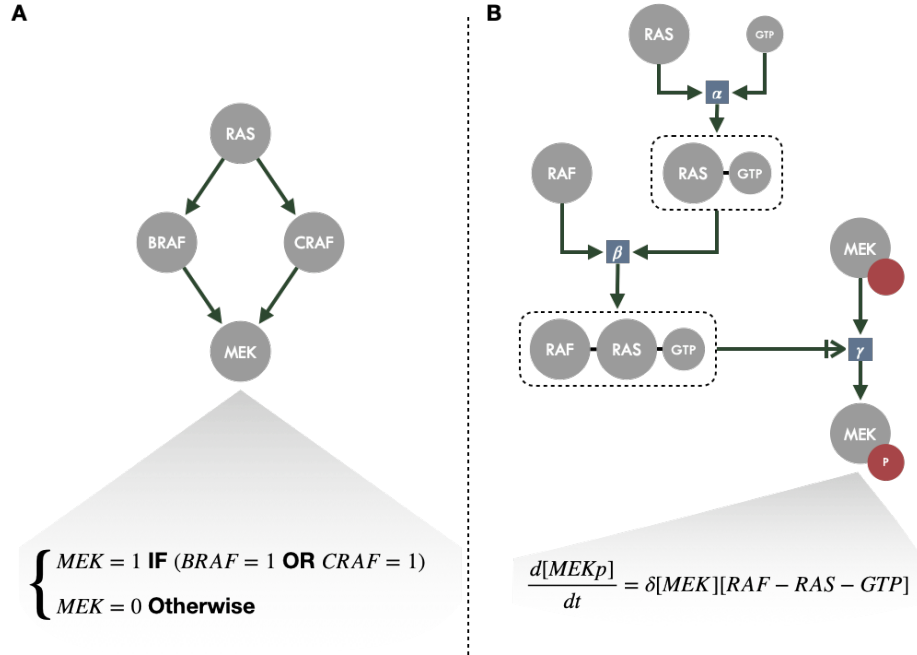 A
RAS
BRAF
CRAF
MEK
MEK = 1 IF (BRAF = 1 OR CRAF = 1)
MEK = 0 Otherwise
B
RAS
GTP
α
RAF
RAS
GTP
β
MEK
RAF
RAS
GTP
γ
MEK
P
d[MEKp]
dt
= δ[MEK][RAF − RAS − GTP]